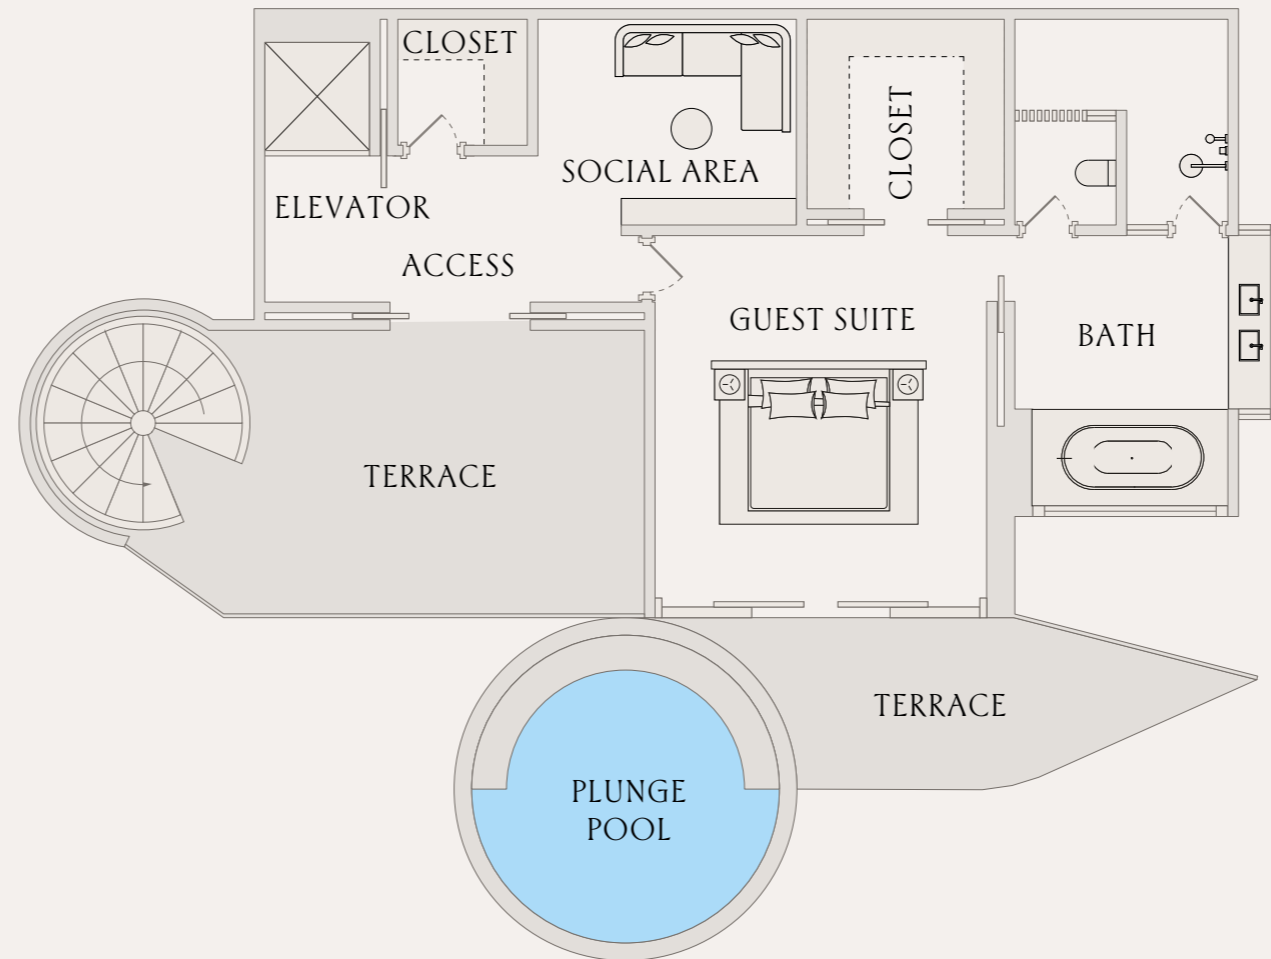 CLOSET
CLOSET
SOCIAL AREA
ELEVATOR
ACCESS
GUEST SUITE
BATH
TERRACE
TERRACE
PLUNGE
POOL